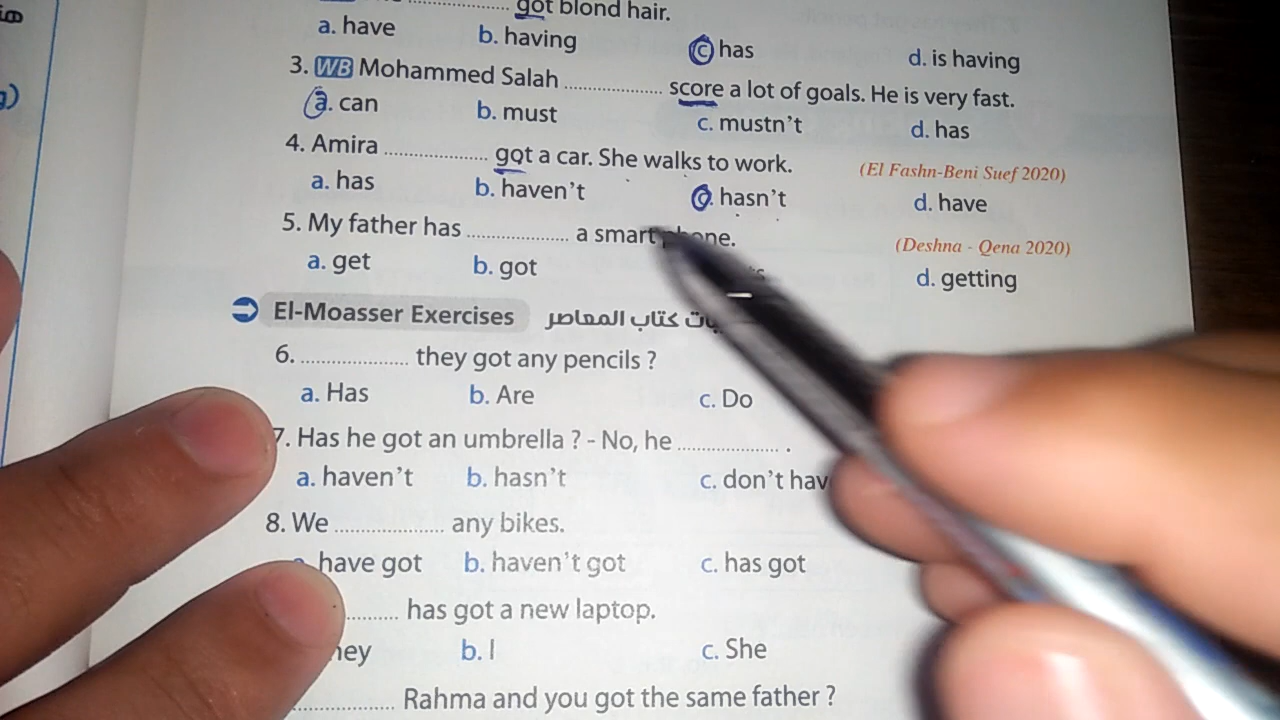 got blond hair.
a. have b. having c has d. is having
3. WB Mohammed Salah .................... score a lot of goals. He is very fast.
a. can b. must c. mustn't d. has
4. Amira .................... got a car. She walks to work. (El Fashn-Beni Suef 2020)
a. has b. haven't c. hasn't d. have
5. My father has .................... a smart (Deshna - Qena 2020)
a. get b. got d. getting
El-Moasser Exercises كتاب المعاصر
6. .................... they got any pencils ?
a. Has b. Are c. Do
7. Has he got an umbrella ? - No, he .................... .
a. haven't b. hasn't c. don't hav
8. We .................... any bikes.
have got b. haven't got c. has got
.......... has got a new laptop.
hey b. I c. She
.................... Rahma and you got the same father ?